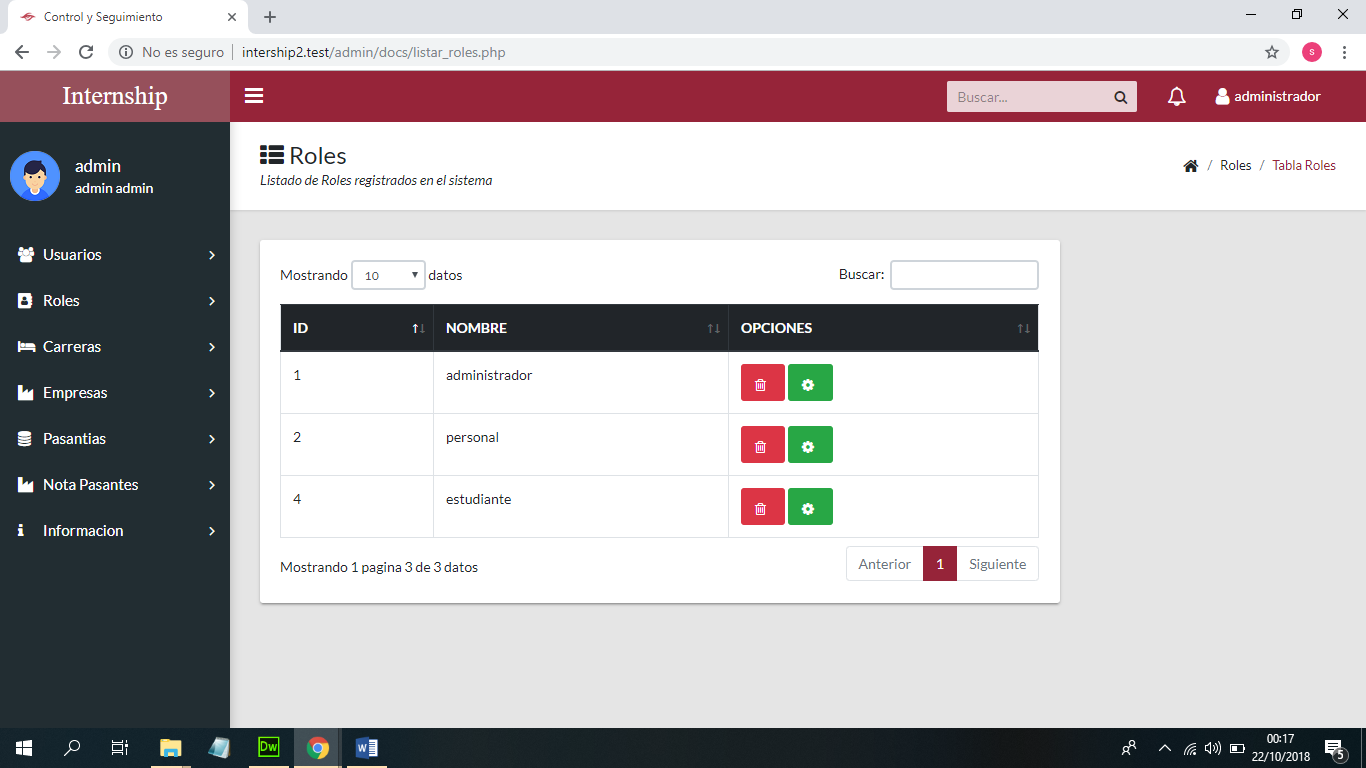 Control y Seguimiento
No es seguro
intership2.test/admin/docs/listar_roles.php
s
Internship
Buscar...
administrador
admin
admin admin
Roles
Listado de Roles registrados en el sistema
/ Roles / Tabla Roles
Usuarios
Roles
Carreras
Empresas
Pasantias
Nota Pasantes
Informacion
Mostrando 10 datos
Buscar:
ID NOMBRE OPCIONES
1 administrador
2 personal
4 estudiante
Mostrando 1 pagina 3 de 3 datos
Anterior 1 Siguiente
Dw
W
00:17
22/10/2018
5